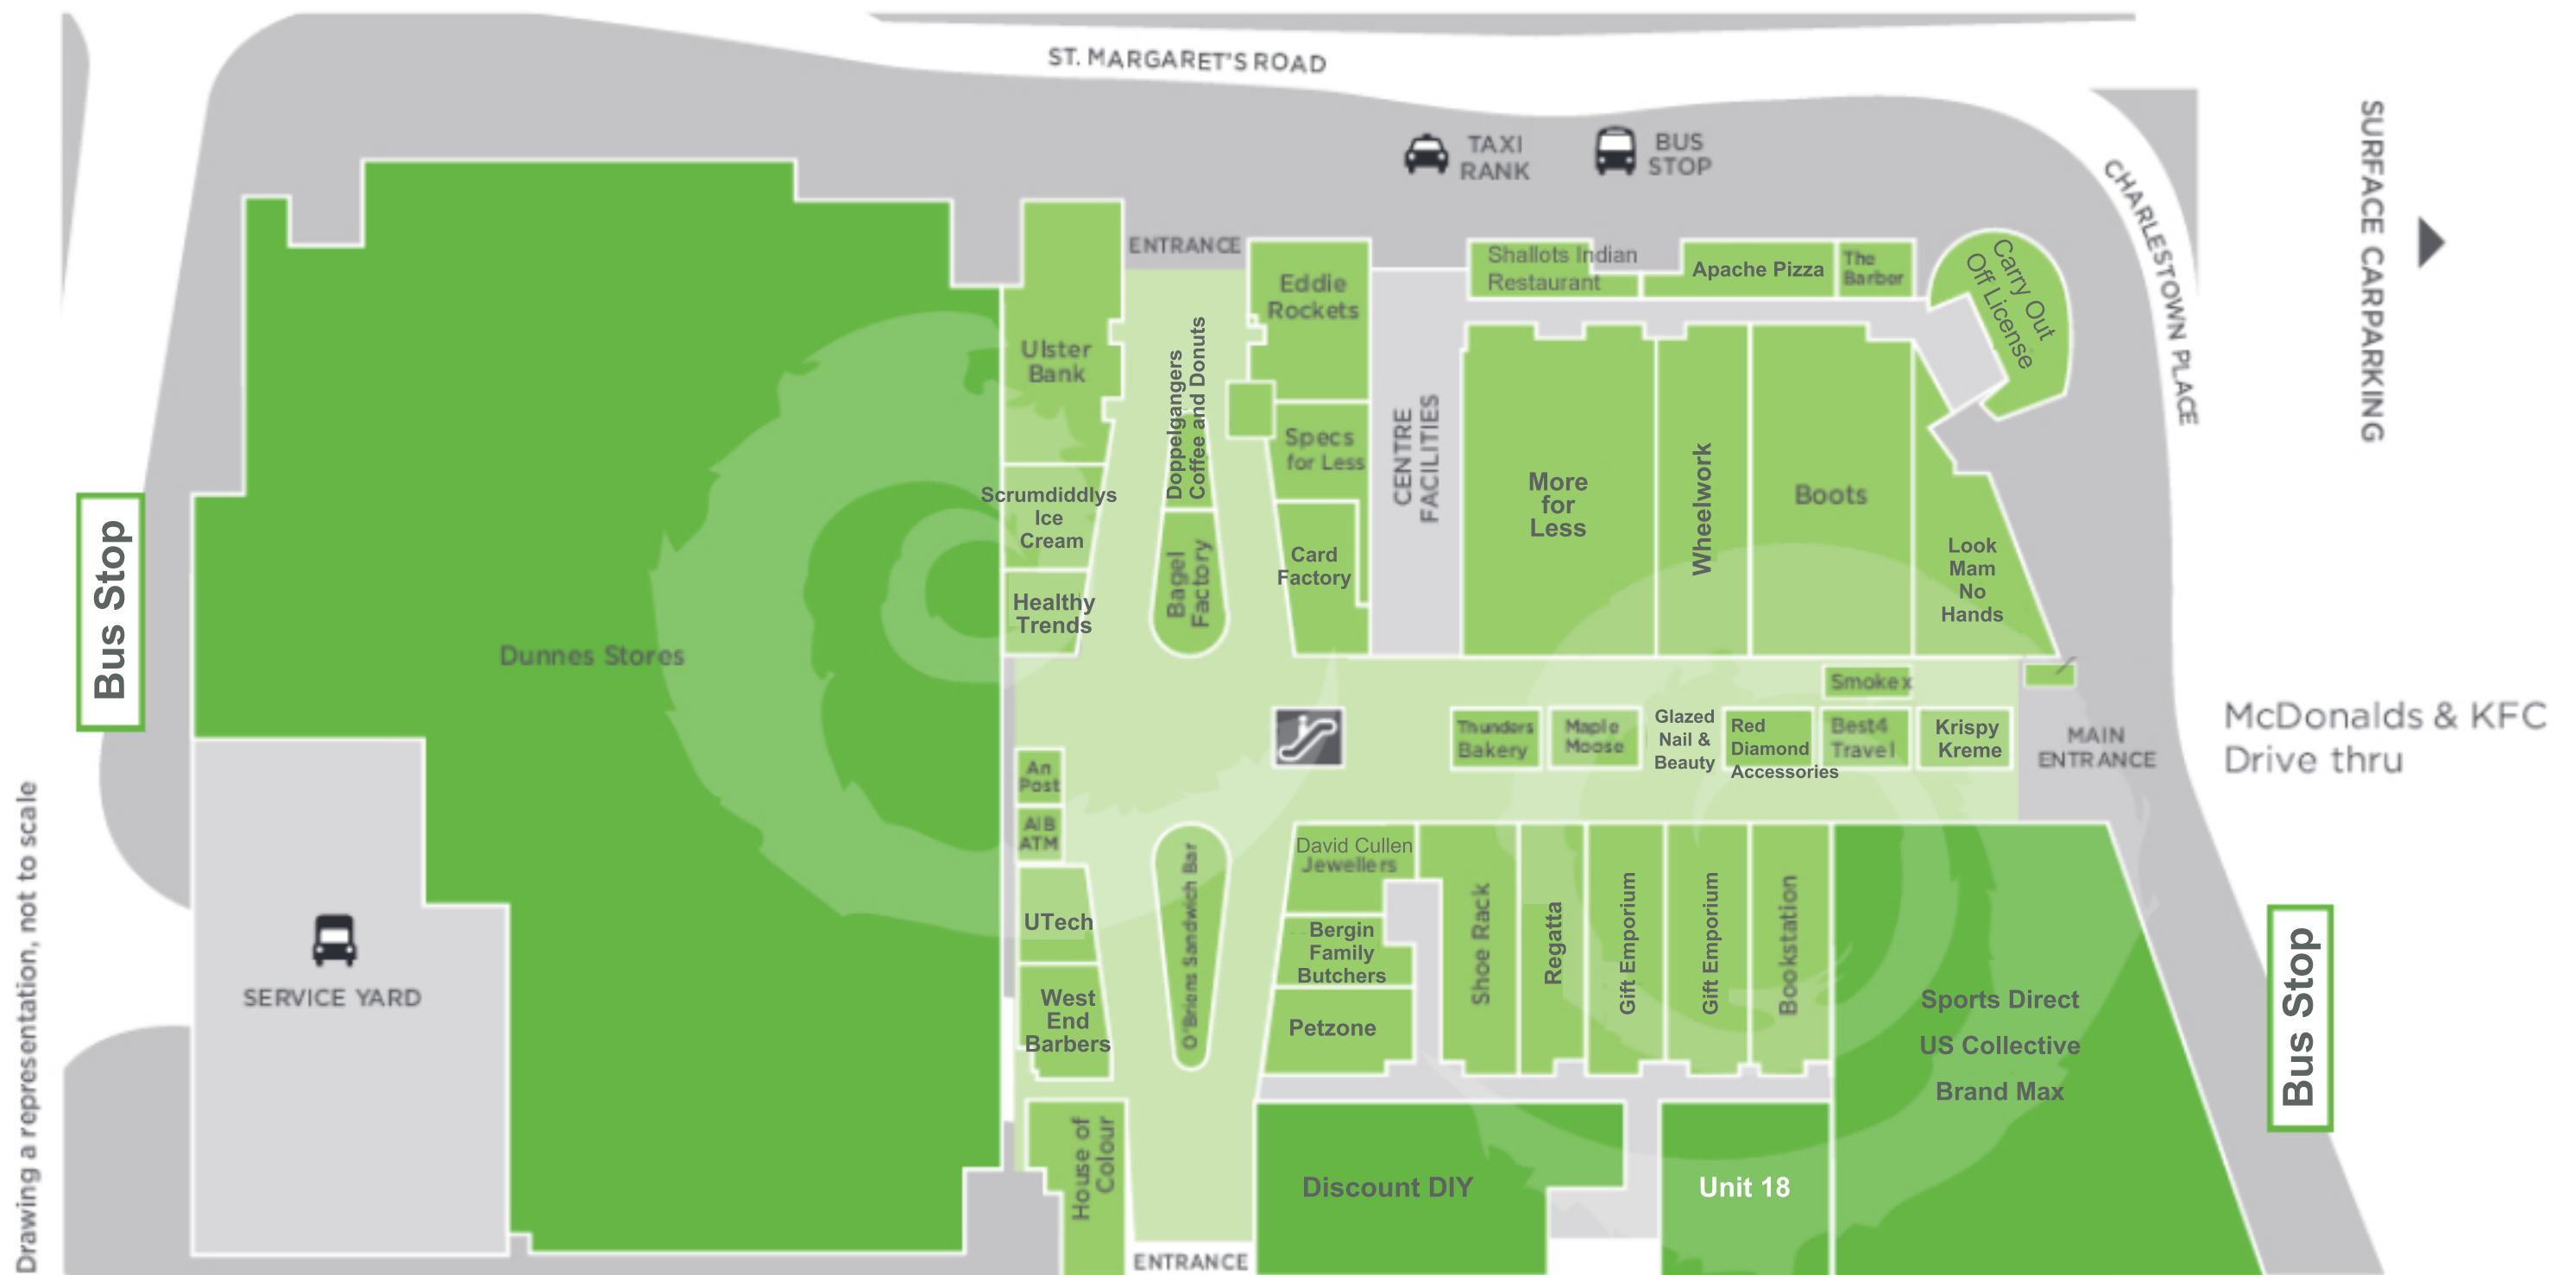 ST. MARGARET'S ROAD
TAXI
RANK
BUS
STOP
CHARLESTOWN PLACE
SURFACE CARPARKING
ENTRANCE
Ulster
Bank
Eddie
Rockets
Shallots Indian
Restaurant
Apache Pizza
The
Barber
Carry Out
Off License
Doppelgangers
Coffee and Donuts
Specs
for Less
CENTRE
FACILITIES
More
for
Less
Wheelwork
Boots
Look
Mam
No
Hands
Scrumdiddlys
Ice
Cream
Bagel
Factory
Card
Factory
Healthy
Trends
Bus Stop
Dunnes Stores
Smokex
Thunders
Bakery
Maple
Moose
Glazed
Nail &
Beauty
Red
Diamond
Accessories
Best4
Travel
Krispy
Kreme
MAIN
ENTRANCE
McDonalds & KFC
Drive thru
An
Post
AIB
ATM
UTech
West
End
Barbers
O'Briens Sandwich Bar
David Cullen
Jewellers
Bergin
Family
Butchers
Petzone
Shoe Rack
Regatta
Gift Emporium
Gift Emporium
Bookstation
Sports Direct
US Collective
Brand Max
Bus Stop
SERVICE YARD
House of
Colour
Discount DIY
Unit 18
ENTRANCE
Drawing a representation, not to scale